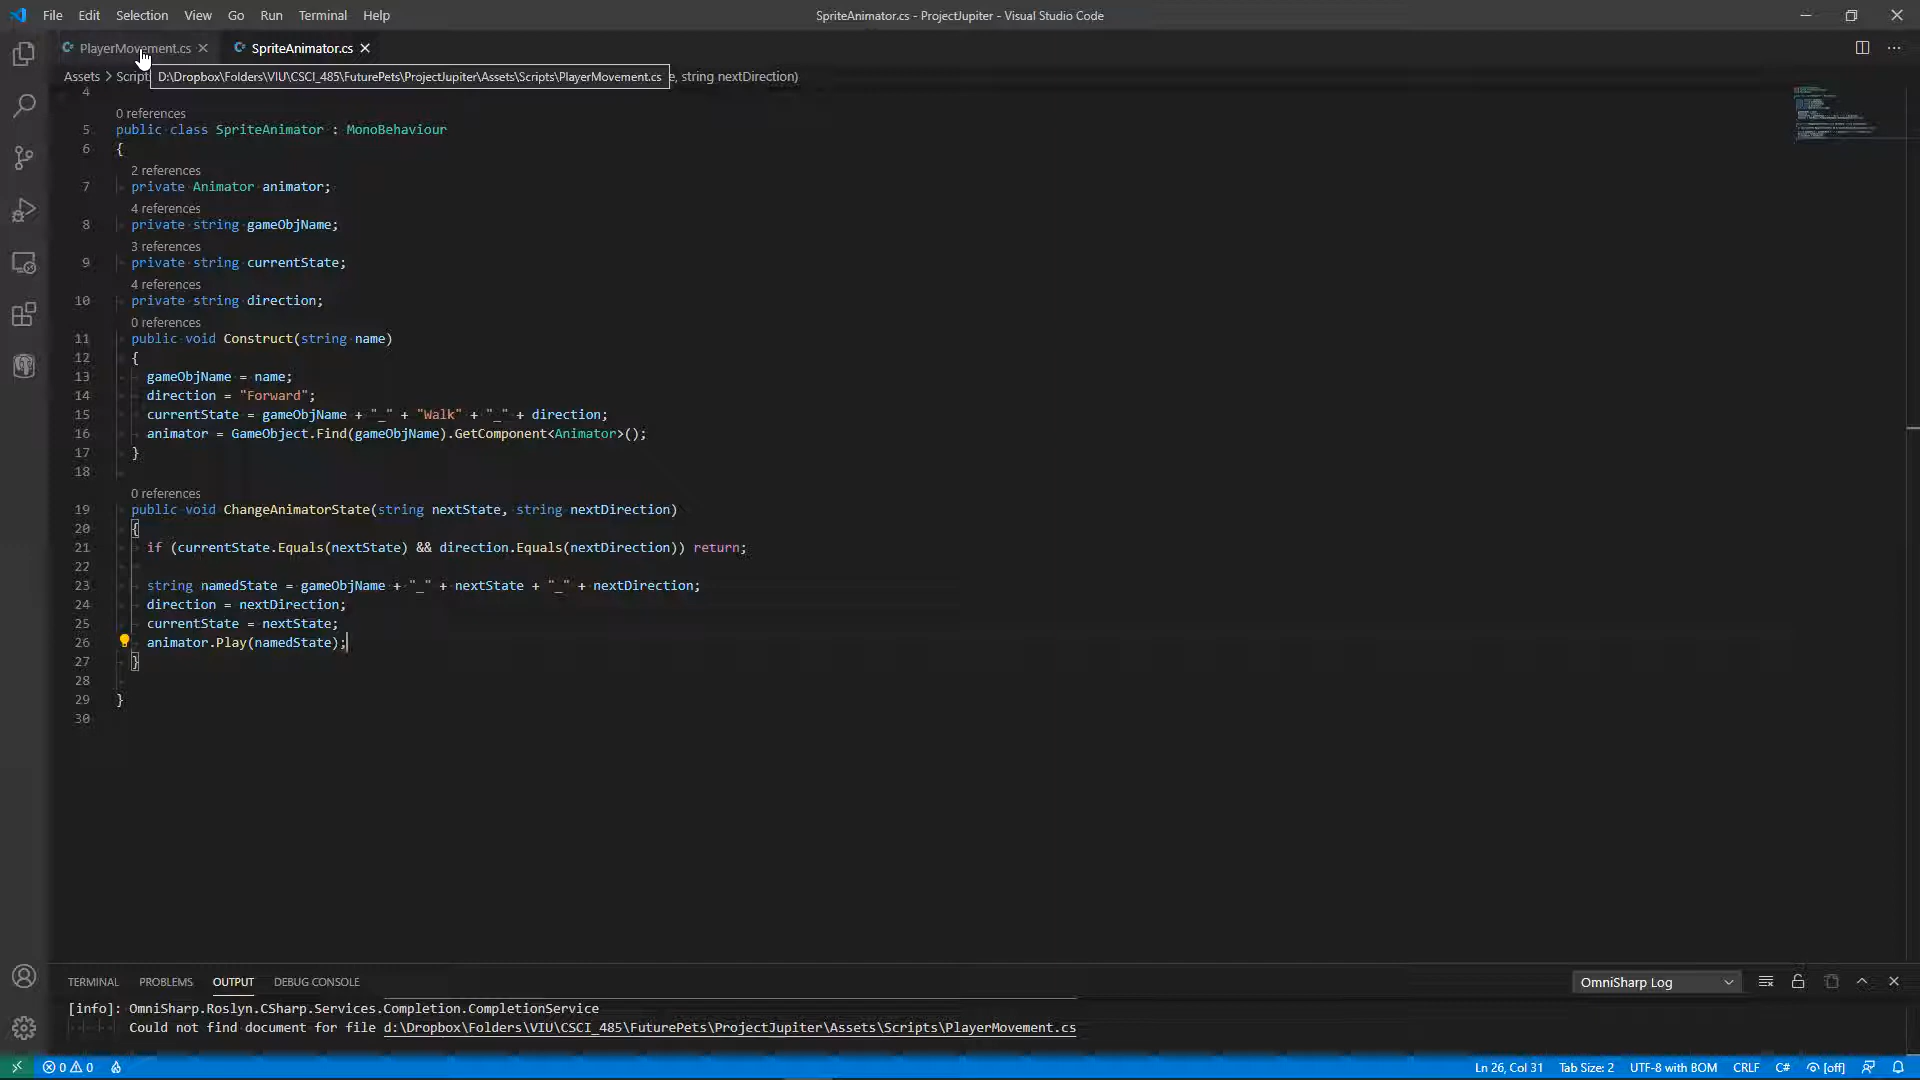 File Edit Selection View Go Run Terminal Help
SpriteAnimator.cs - ProjectJupiter - Visual Studio Code
PlayerMovement.cs
SpriteAnimator.cs
Assets > Script
D:\Dropbox\Folders\VIU\CSCI_485\FuturePets\ProjectJupiter\Assets\Scripts\PlayerMovement.cs
e, string nextDirection)
4
0 references
5 public class SpriteAnimator : MonoBehaviour
6 {
2 references
7 private Animator animator;
4 references
8 private string gameObjName;
3 references
9 private string currentState;
4 references
10 private string direction;
0 references
11 public void Construct(string name)
12 {
13 gameObjName = name;
14 direction = "Forward";
15 currentState = gameObjName + "_" + "Walk" + "_" + direction;
16 animator = GameObject.Find(gameObjName).GetComponent<Animator>();
17 }
18
0 references
19 public void ChangeAnimatorState(string nextState, string nextDirection)
20 {
21 if (currentState.Equals(nextState) && direction.Equals(nextDirection)) return;
22
23 string namedState = gameObjName + "_" + nextState + "_" + nextDirection;
24 direction = nextDirection;
25 currentState = nextState;
26 animator.Play(namedState);
27 }
28
29 }
30
TERMINAL PROBLEMS OUTPUT DEBUG CONSOLE
OmniSharp Log
[info]: OmniSharp.Roslyn.CSharp.Services.Completion.CompletionService
Could not find document for file d:\Dropbox\Folders\VIU\CSCI_485\FuturePets\ProjectJupiter\Assets\Scripts\PlayerMovement.cs
0 0
Ln 26, Col 31 Tab Size: 2 UTF-8 with BOM CRLF C# [off]